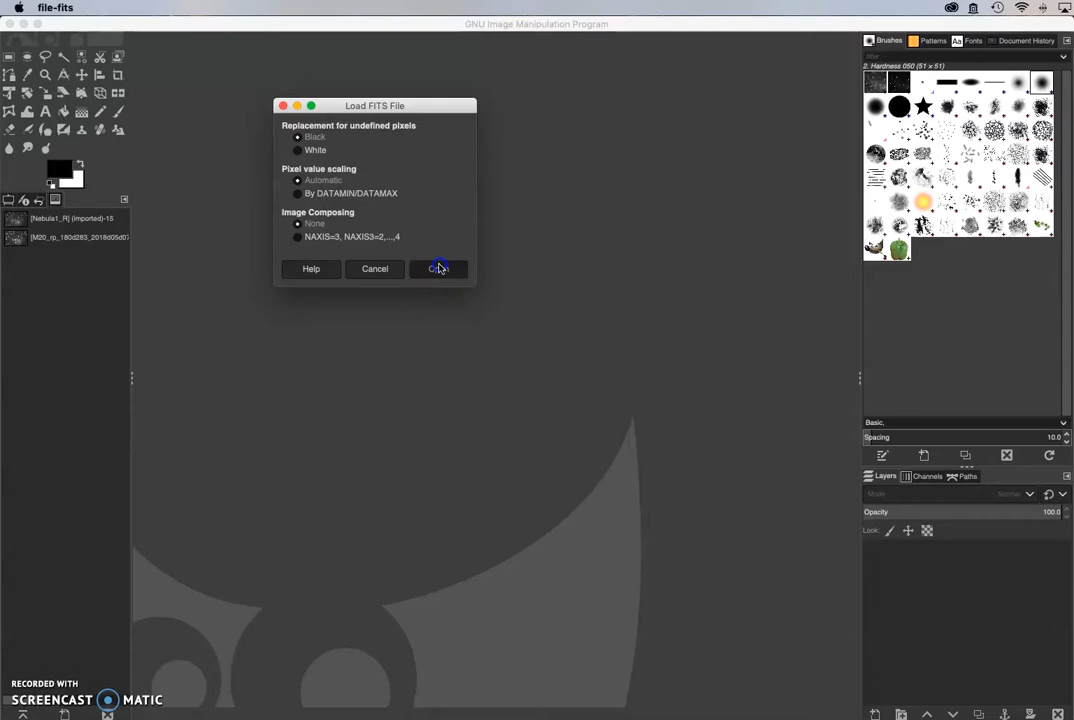 file-fits
GNU Image Manipulation Program
Brushes Patterns Aa Fonts Document History
filter
2. Hardness 050 (51 × 51)
Load FITS File
Replacement for undefined pixels
Black
White
Pixel value scaling
Automatic
By DATAMIN/DATAMAX
Image Composing
None
NAXIS=3, NAXIS3=2,...,4
Help Cancel
[Nebula1_R] (imported)-15
[M20_rp_180d283_2018d05d07
Basic,
Spacing 10.0
Layers Channels Paths
Mode Normal
Opacity 100.0
Lock:
RECORDED WITH
SCREENCAST MATIC